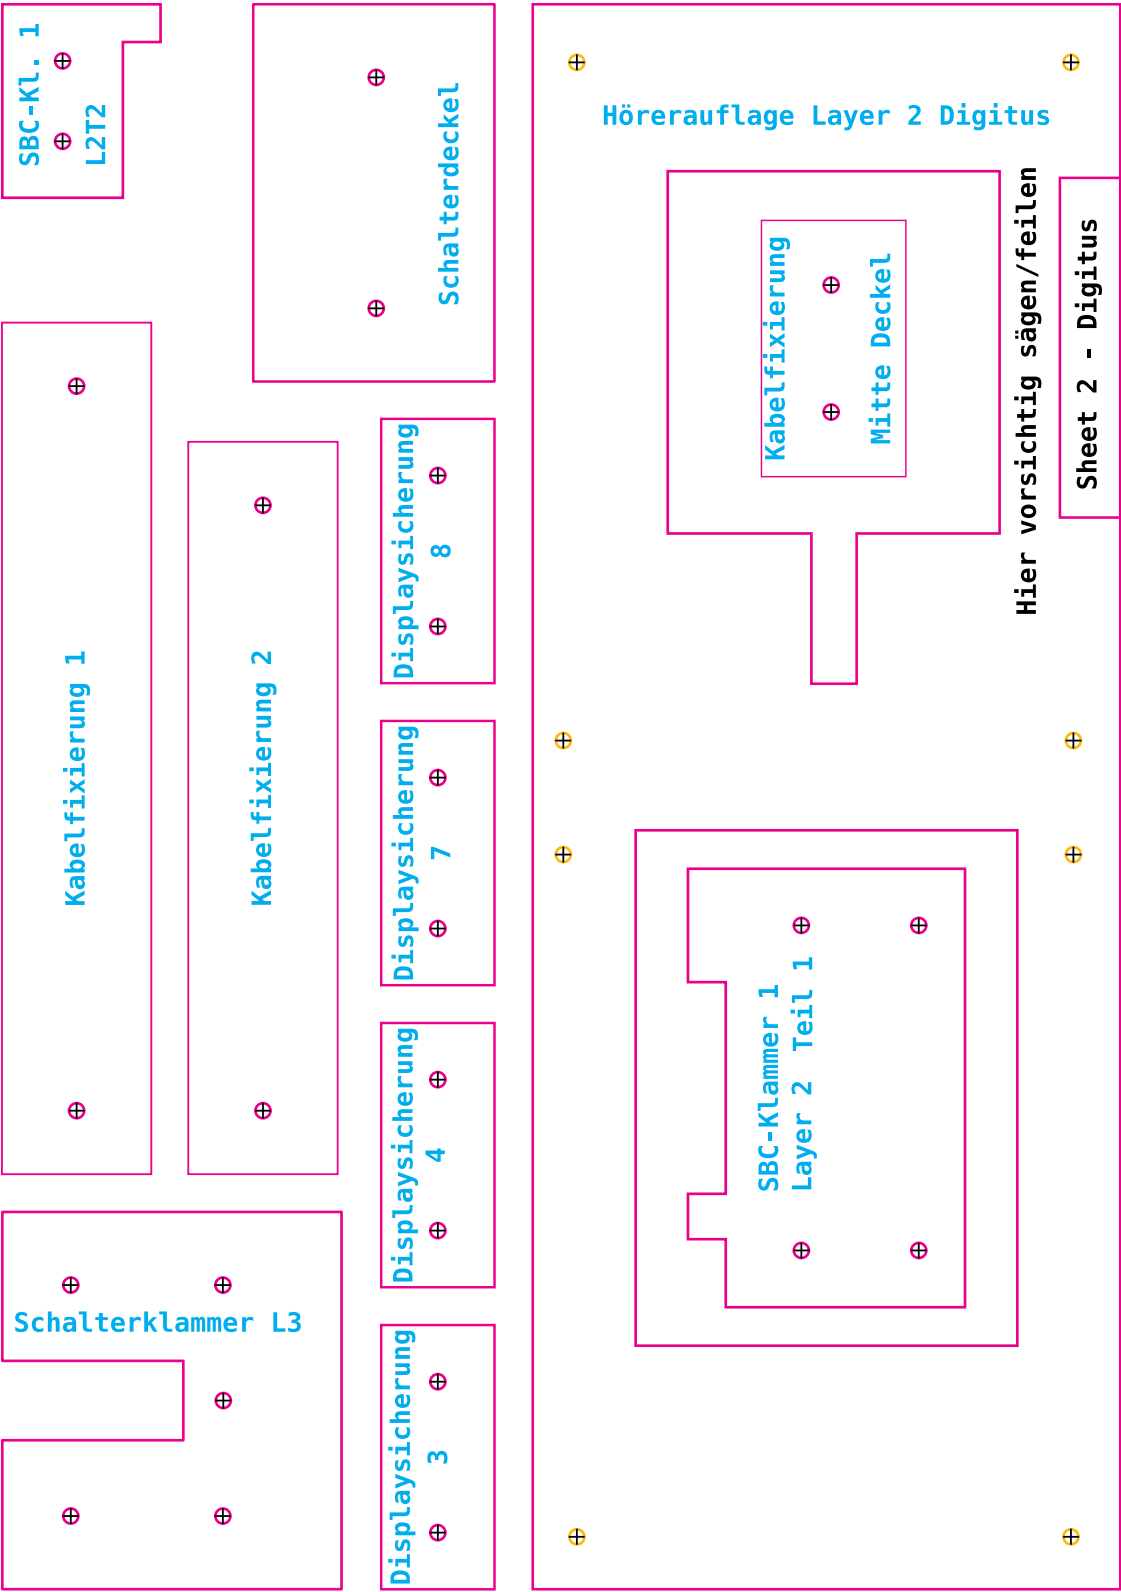 SBC-Kl. 1
L2T2
Schalterdeckel
Hörerauflage Layer 2 Digitus
Kabelfixierung
Mitte Deckel
Hier vorsichtig sägen/feilen
Sheet 2 - Digitus
Kabelfixierung 1
Kabelfixierung 2
Displaysicherung
8
Displaysicherung
7
Displaysicherung
4
Displaysicherung
3
SBC-Klammer 1
Layer 2 Teil 1
Schalterklammer L3